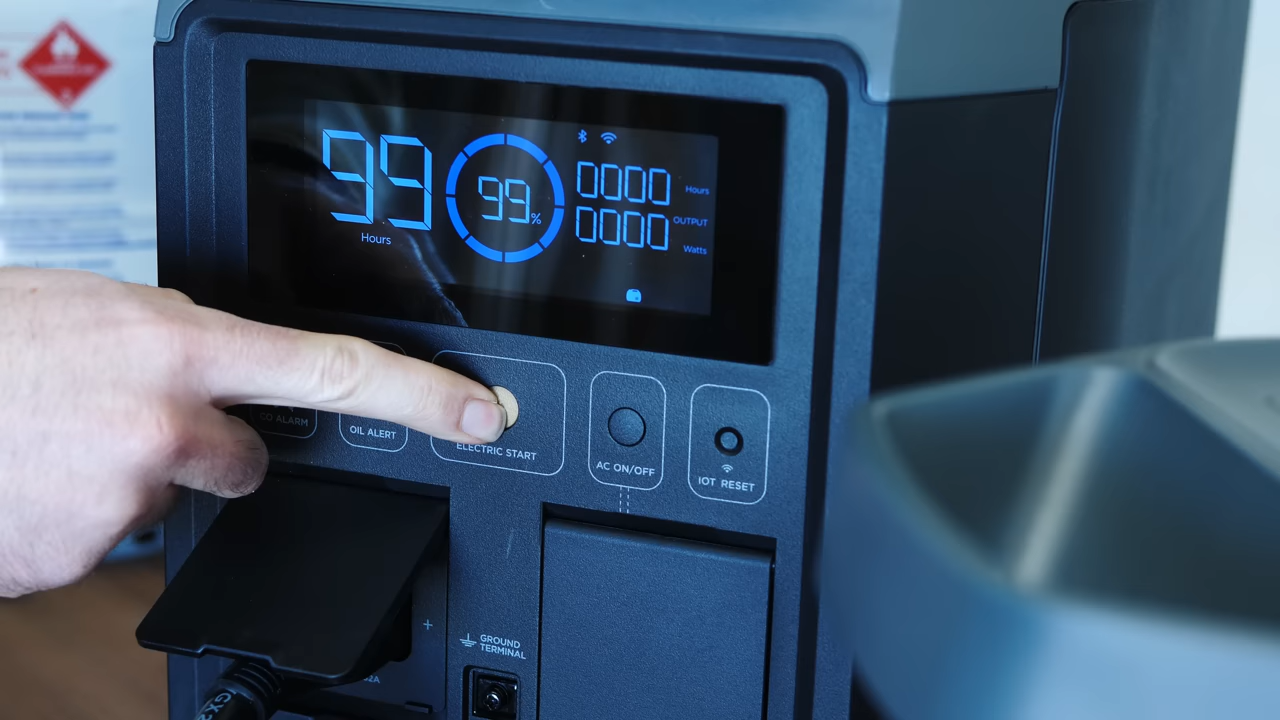 99
Hours
99%
0000
Hours
OUTPUT
0000
Watts
CO ALARM
OIL ALERT
ELECTRIC START
AC ON/OFF
IOT RESET
+
GROUND
TERMINAL